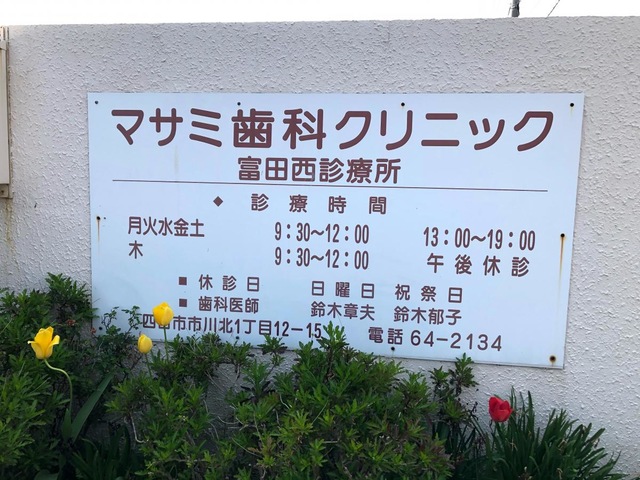 マサミ歯科クリニック
富田西診療所
◆ 診療時間
月火水金土 9:30〜12:00 13:00〜19:00
木 9:30〜12:00 午後休診
■ 休診日 日曜日 祝祭日
■ 歯科医師 鈴木章夫 鈴木郁子
市市川北1丁目12-15 電話 64-2134